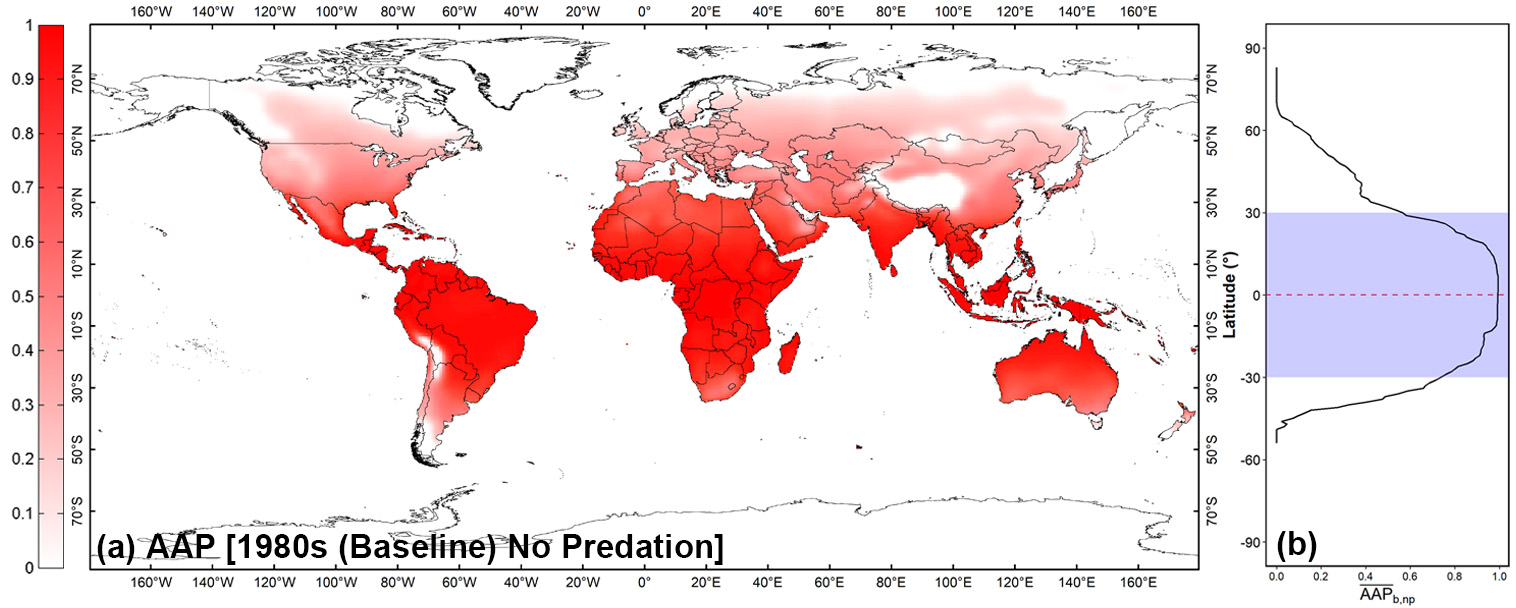 160°W 140°W 120°W 100°W 80°W 60°W 40°W 20°W 0° 20°E 40°E 60°E 80°E 100°E 120°E 140°E 160°E
1
0.9
0.8
0.7
0.6
0.5
0.4
0.3
0.2
0.1
0
70°N
50°N
30°N
10°N
10°S
30°S
50°S
70°S
70°N
50°N
30°N
10°N
10°S
30°S
50°S
70°S
(a) AAP [1980s (Baseline) No Predation]
160°W 140°W 120°W 100°W 80°W 60°W 40°W 20°W 0° 20°E 40°E 60°E 80°E 100°E 120°E 140°E 160°E
Latitude (°)
90
60
30
0
-30
-60
-90
(b)
0.0 0.2 0.4 0.6 0.8 1.0
AAPb,np